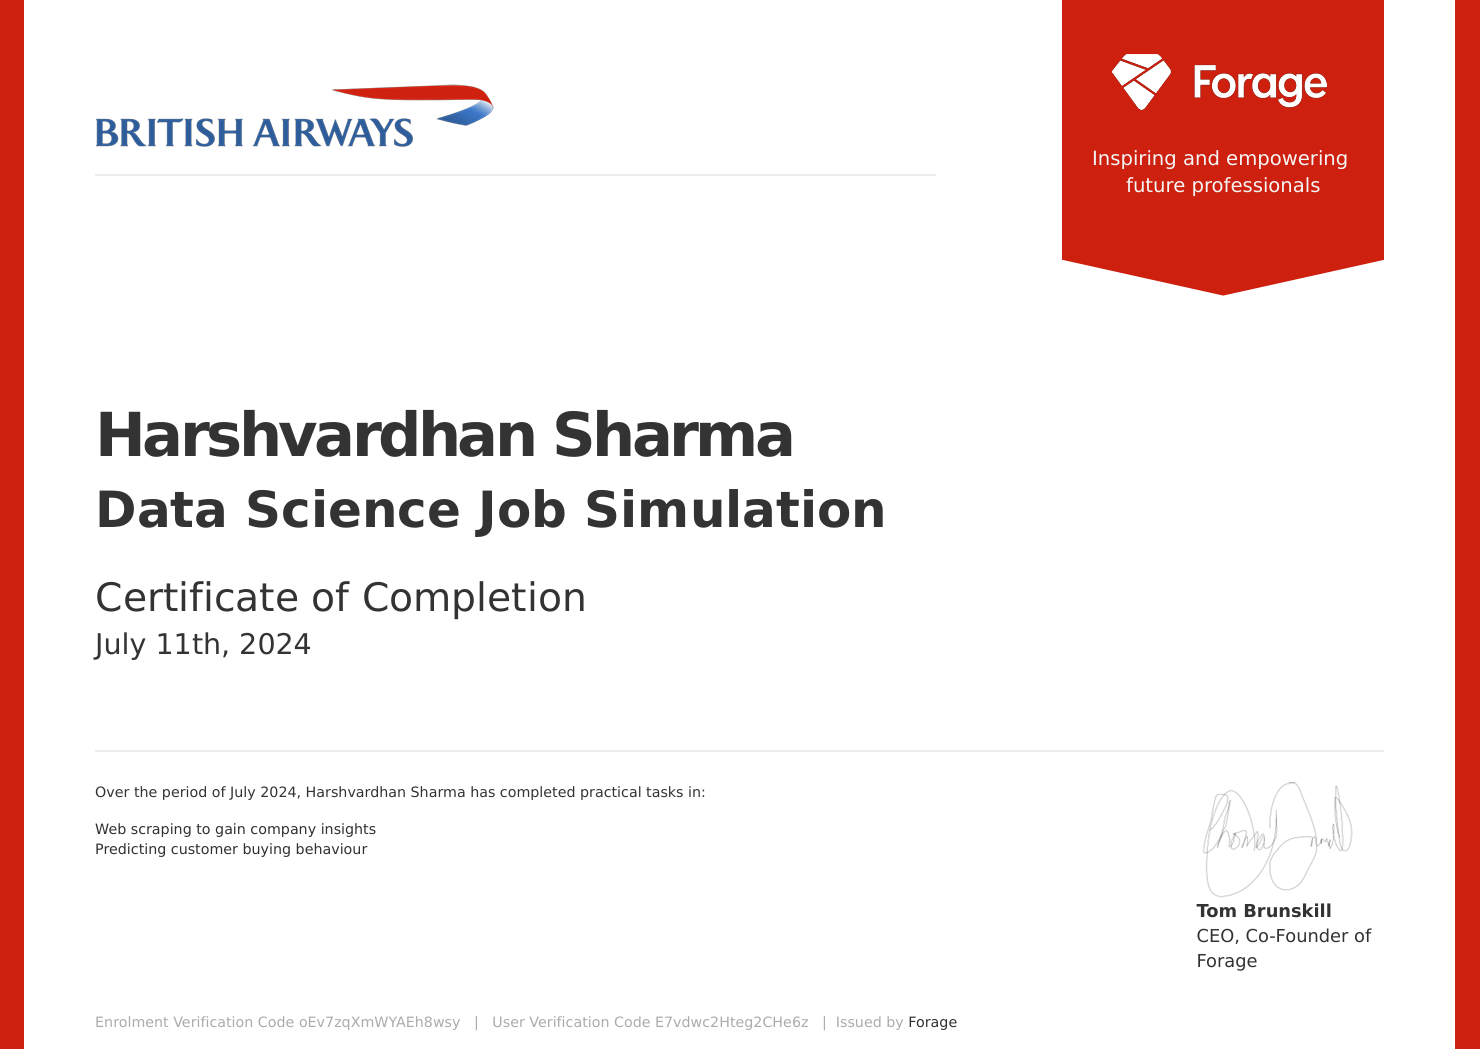 BRITISH AIRWAYS
Forage
Inspiring and empowering
future professionals
Harshvardhan Sharma
Data Science Job Simulation
Certificate of Completion
July 11th, 2024
Over the period of July 2024, Harshvardhan Sharma has completed practical tasks in:
Web scraping to gain company insights
Predicting customer buying behaviour
Tom Brunskill
CEO, Co-Founder of
Forage
Enrolment Verification Code oEv7zqXmWYAEh8wsy | User Verification Code E7vdwc2Hteg2CHe6z | Issued by Forage